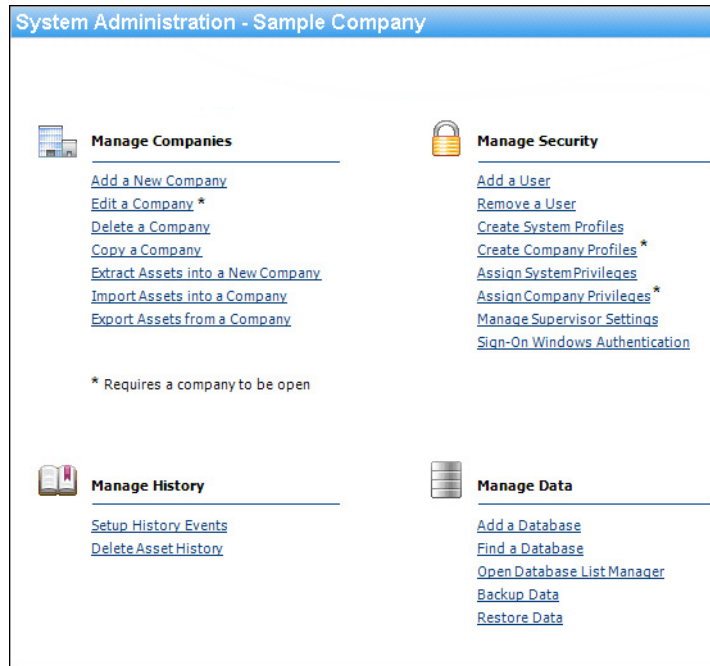 System Administration - Sample Company
Manage Companies
Add a New Company
Edit a Company *
Delete a Company
Copy a Company
Extract Assets into a New Company
Import Assets into a Company
Export Assets from a Company
* Requires a company to be open
Manage Security
Add a User
Remove a User
Create System Profiles
Create Company Profiles *
Assign System Privileges
Assign Company Privileges *
Manage Supervisor Settings
Sign-On Windows Authentication
Manage History
Setup History Events
Delete Asset History
Manage Data
Add a Database
Find a Database
Open Database List Manager
Backup Data
Restore Data